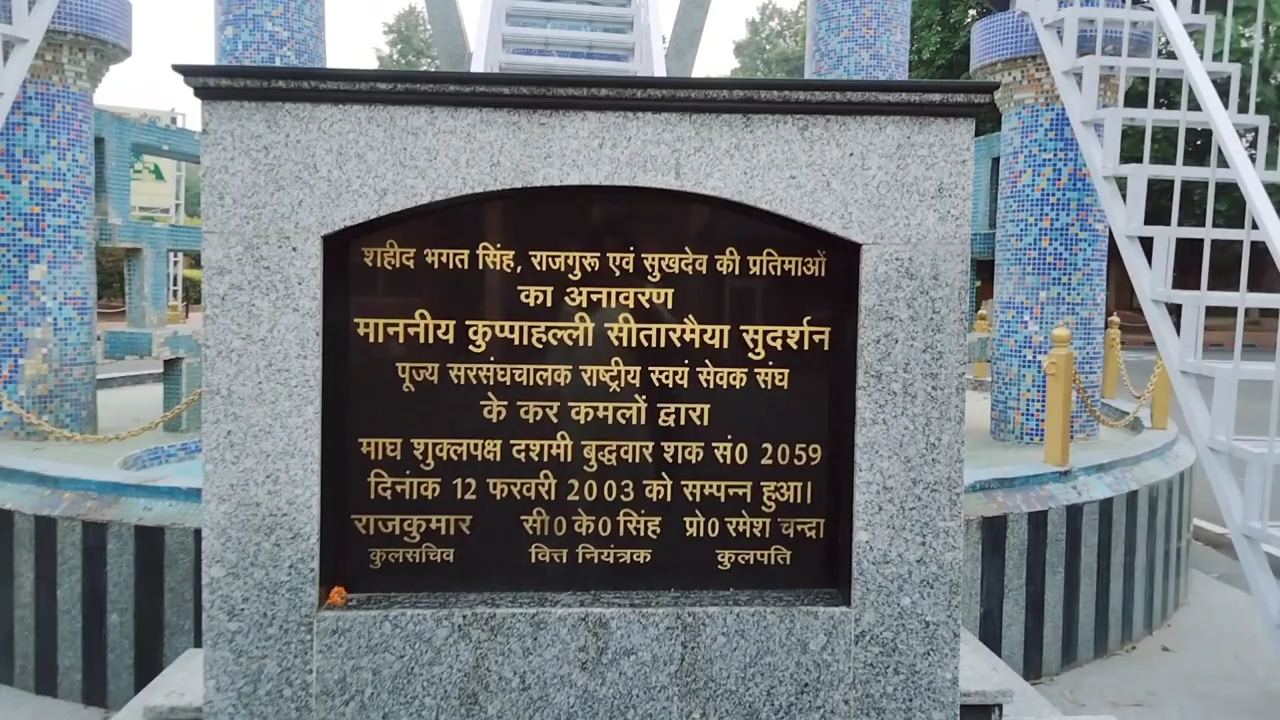 शहीद भगत सिंह, राजगुरू एवं सुखदेव की प्रतिमाओं
का अनावरण
माननीय कुप्पाहल्ली सीतारमैया सुदर्शन
पूज्य सरसंघचालक राष्ट्रीय स्वयं सेवक संघ
के कर कमलों द्वारा
माघ शुक्लपक्ष दशमी बुद्धवार शक सं0 2059
दिनांक 12 फरवरी 2003 को सम्पन्न हुआ।
राजकुमार सी0 के0 सिंह प्रो0 रमेश चन्द्रा
कुलसचिव वित्त नियंत्रक कुलपति